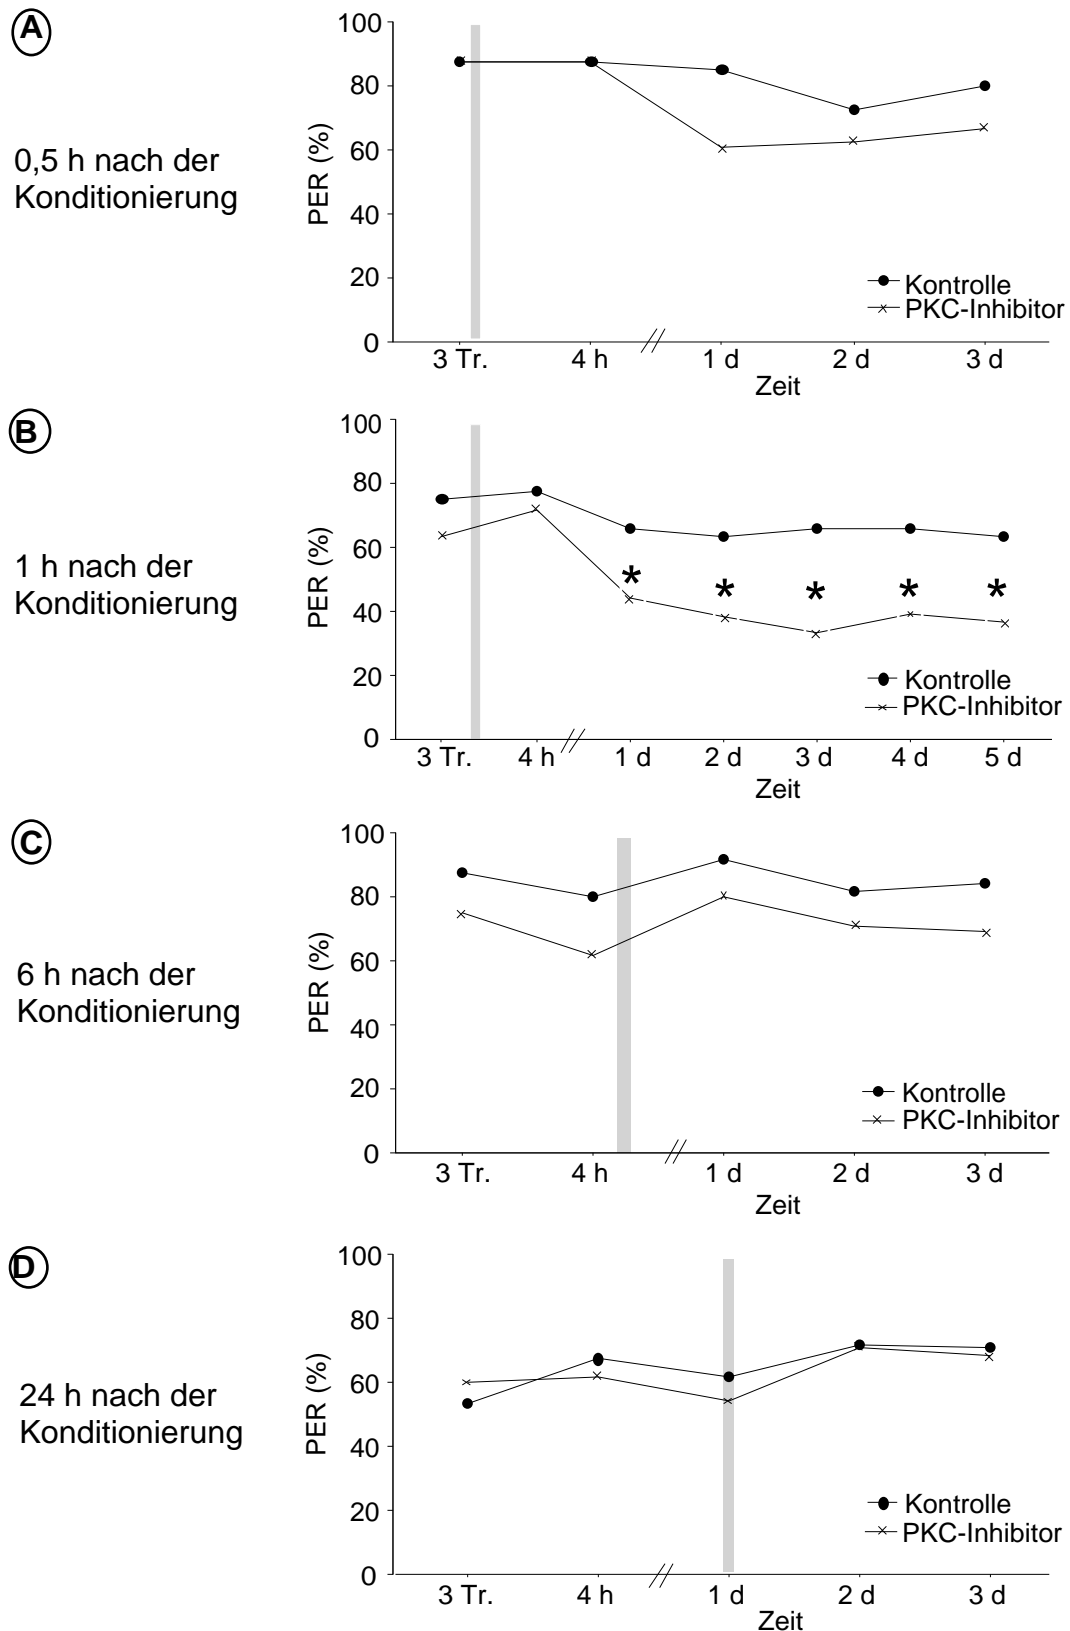 A
0,5 h nach der
Konditionierung
PER (%)
100
80
60
40
20
0
Kontrolle
PKC-Inhibitor
3 Tr. 4 h 1 d 2 d 3 d
Zeit
B
1 h nach der
Konditionierung
PER (%)
100
80
60
40
20
0
* * * * *
Kontrolle
PKC-Inhibitor
3 Tr. 4 h 1 d 2 d 3 d 4 d 5 d
Zeit
C
6 h nach der
Konditionierung
PER (%)
100
80
60
40
20
0
Kontrolle
PKC-Inhibitor
3 Tr. 4 h 1 d 2 d 3 d
Zeit
D
24 h nach der
Konditionierung
PER (%)
100
80
60
40
20
0
Kontrolle
PKC-Inhibitor
3 Tr. 4 h 1 d 2 d 3 d
Zeit